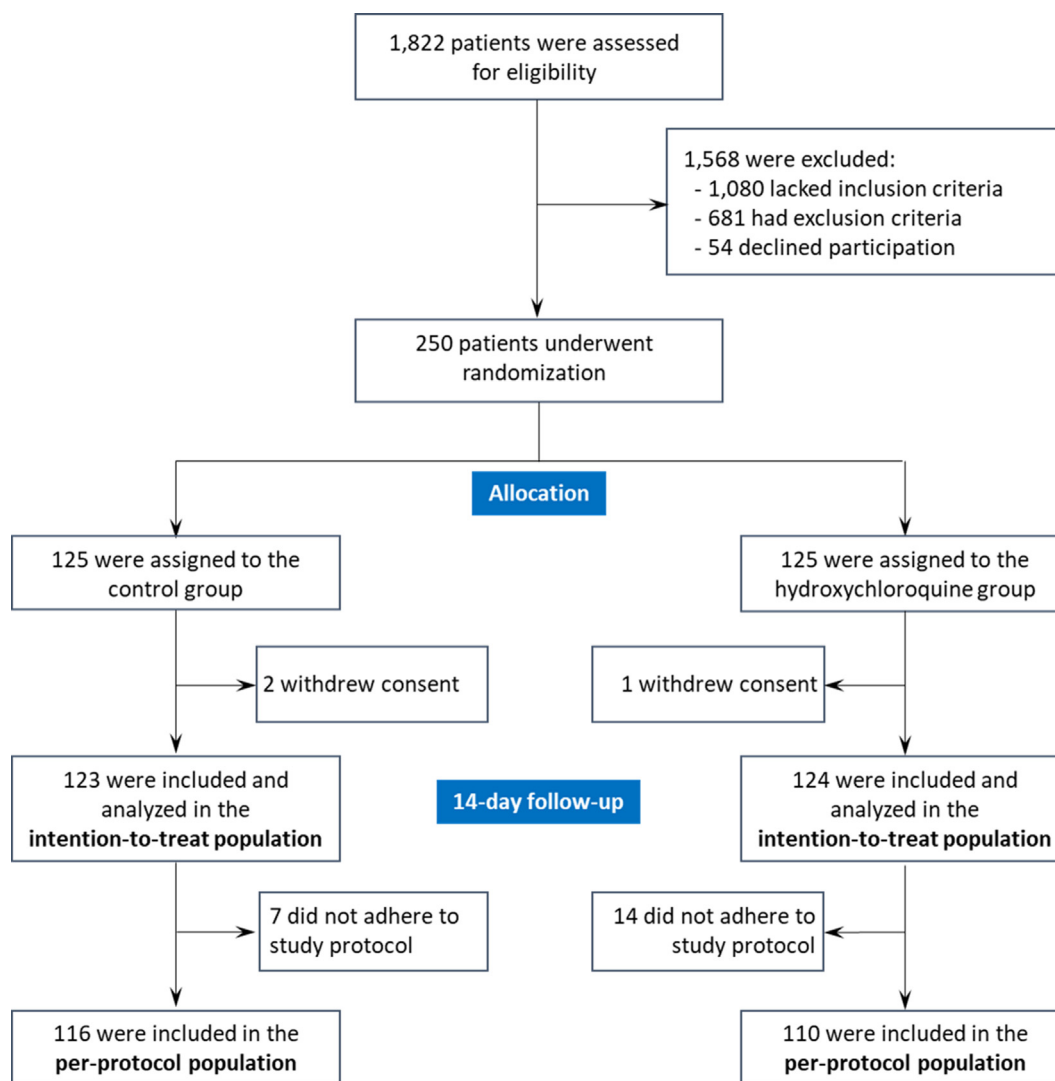 1,822 patients were assessed
for eligibility
1,568 were excluded:
- 1,080 lacked inclusion criteria
- 681 had exclusion criteria
- 54 declined participation
250 patients underwent
randomization
Allocation
125 were assigned to the
control group
125 were assigned to the
hydroxychloroquine group
2 withdrew consent
1 withdrew consent
123 were included and
analyzed in the
intention-to-treat population
14-day follow-up
124 were included and
analyzed in the
intention-to-treat population
7 did not adhere to
study protocol
14 did not adhere to
study protocol
116 were included in the
per-protocol population
110 were included in the
per-protocol population